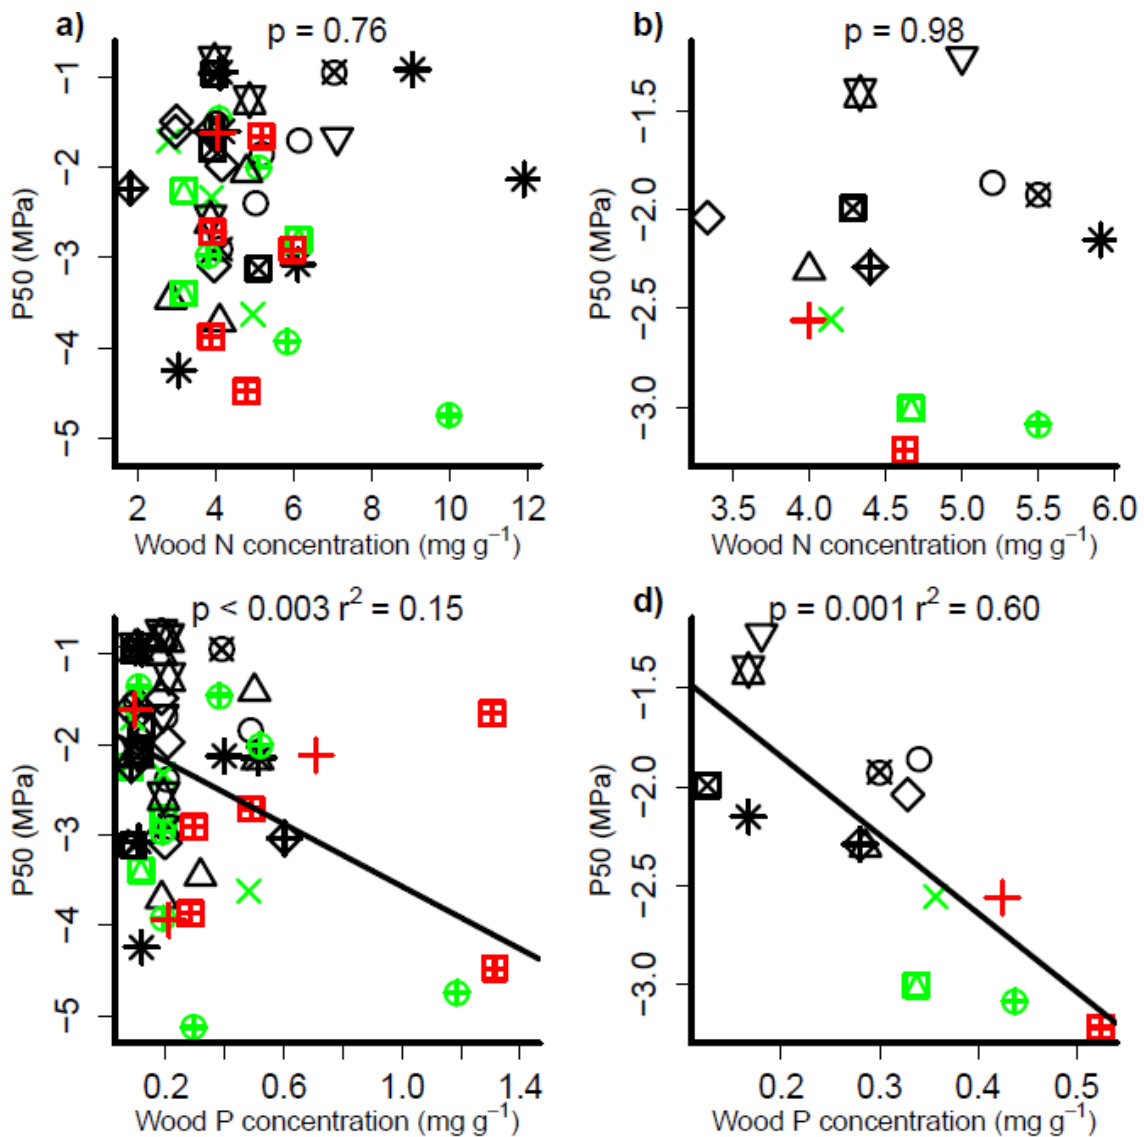 a)
p = 0.76
−1
−2
−3
−4
−5
P50 (MPa)
2 4 6 8 10 12
Wood N concentration (mg g⁻¹)
b)
p = 0.98
−1.5
−2.0
−2.5
−3.0
P50 (MPa)
3.5 4.0 4.5 5.0 5.5 6.0
Wood N concentration (mg g⁻¹)
p < 0.003 r² = 0.15
−1
−2
−3
−4
−5
P50 (MPa)
0.2 0.6 1.0 1.4
Wood P concentration (mg g⁻¹)
d)
p = 0.001 r² = 0.60
−1.5
−2.0
−2.5
−3.0
P50 (MPa)
0.2 0.3 0.4 0.5
Wood P concentration (mg g⁻¹)